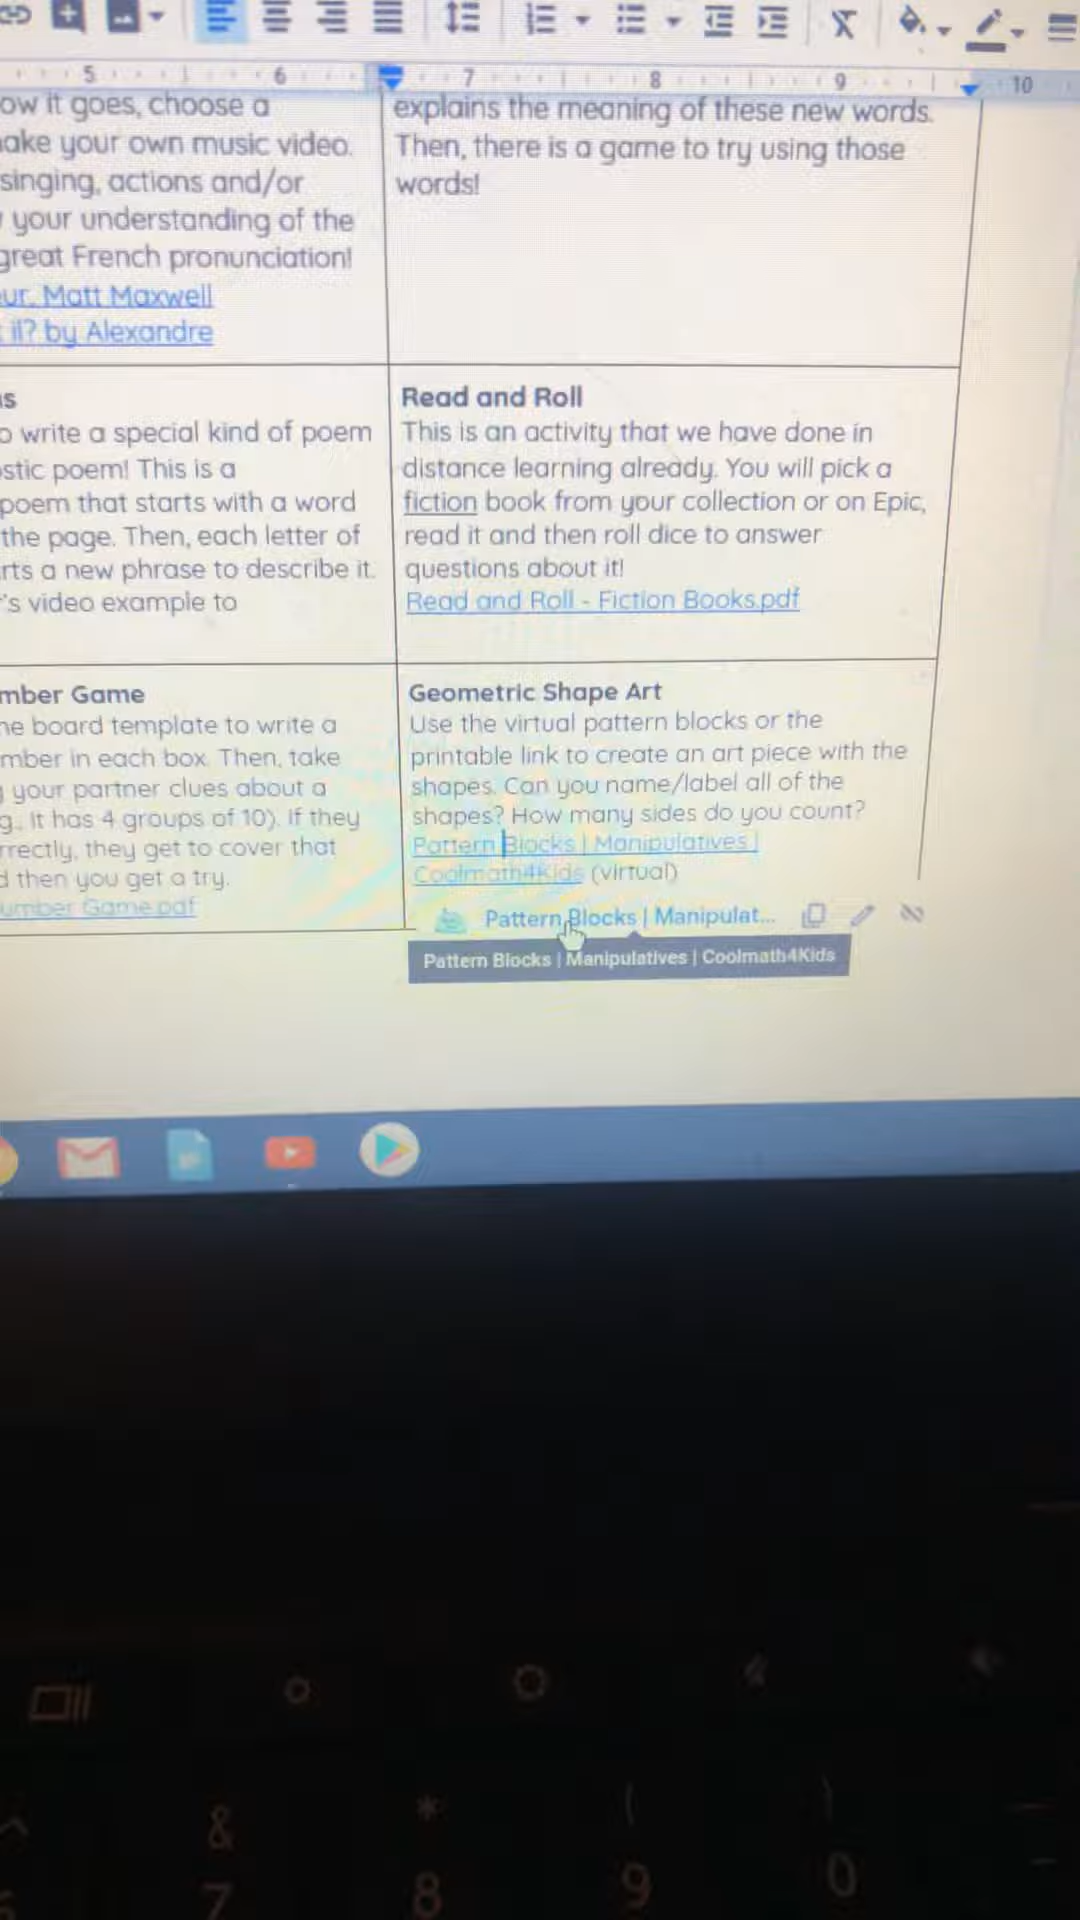 5 6 7 8 9 10
ow it goes, choose a
ake your own music video.
singing, actions and/or
your understanding of the
great French pronunciation!
ur, Matt Maxwell
il? by Alexandre
explains the meaning of these new words.
Then, there is a game to try using those
words!
s
o write a special kind of poem
stic poem! This is a
poem that starts with a word
the page. Then, each letter of
rts a new phrase to describe it.
's video example to
Read and Roll
This is an activity that we have done in
distance learning already. You will pick a
fiction book from your collection or on Epic,
read it and then roll dice to answer
questions about it!
Read and Roll - Fiction Books.pdf
mber Game
me board template to write a
mber in each box. Then, take
g your partner clues about a
g., it has 4 groups of 10). If they
rrectly, they get to cover that
d then you get a try.
umber Game.pdf
Geometric Shape Art
Use the virtual pattern blocks or the
printable link to create an art piece with the
shapes. Can you name/label all of the
shapes? How many sides do you count?
Pattern Blocks | Manipulatives |
Coolmath4Kids (virtual)
Pattern Blocks | Manipulat...
Pattern Blocks | Manipulatives | Coolmath4Kids
^ & * ( )
6 7 8 9 0